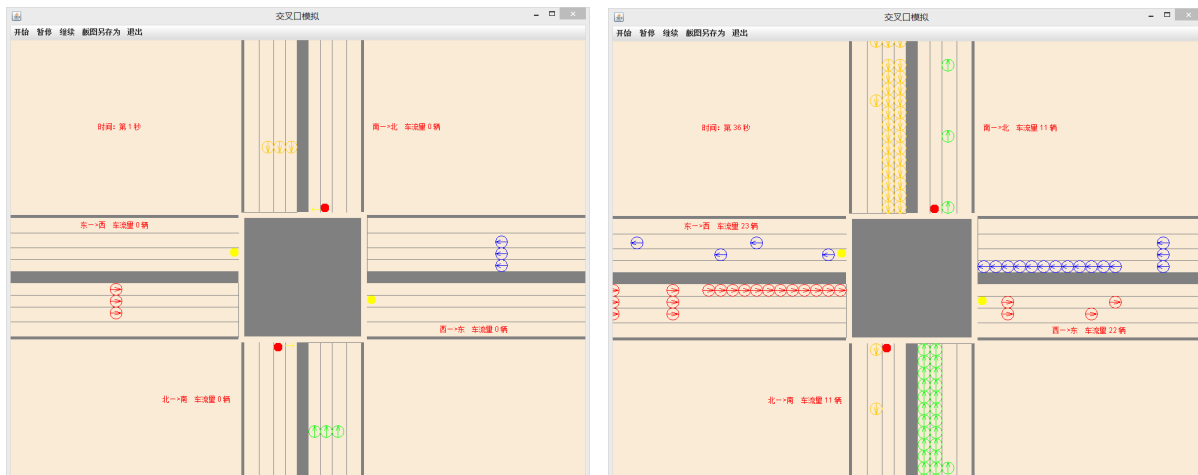 交叉口模拟
开始 暂停 继续 截图另存为 退出
时间：第 1 秒
南一>北 车流量 0 辆
东一>西 车流量 0 辆
西一>东 车流量 0 辆
北一>南 车流量 0 辆
交叉口模拟
开始 暂停 继续 截图另存为 退出
时间：第 36 秒
南一>北 车流量 11 辆
东一>西 车流量 23 辆
西一>东 车流量 22 辆
北一>南 车流量 11 辆